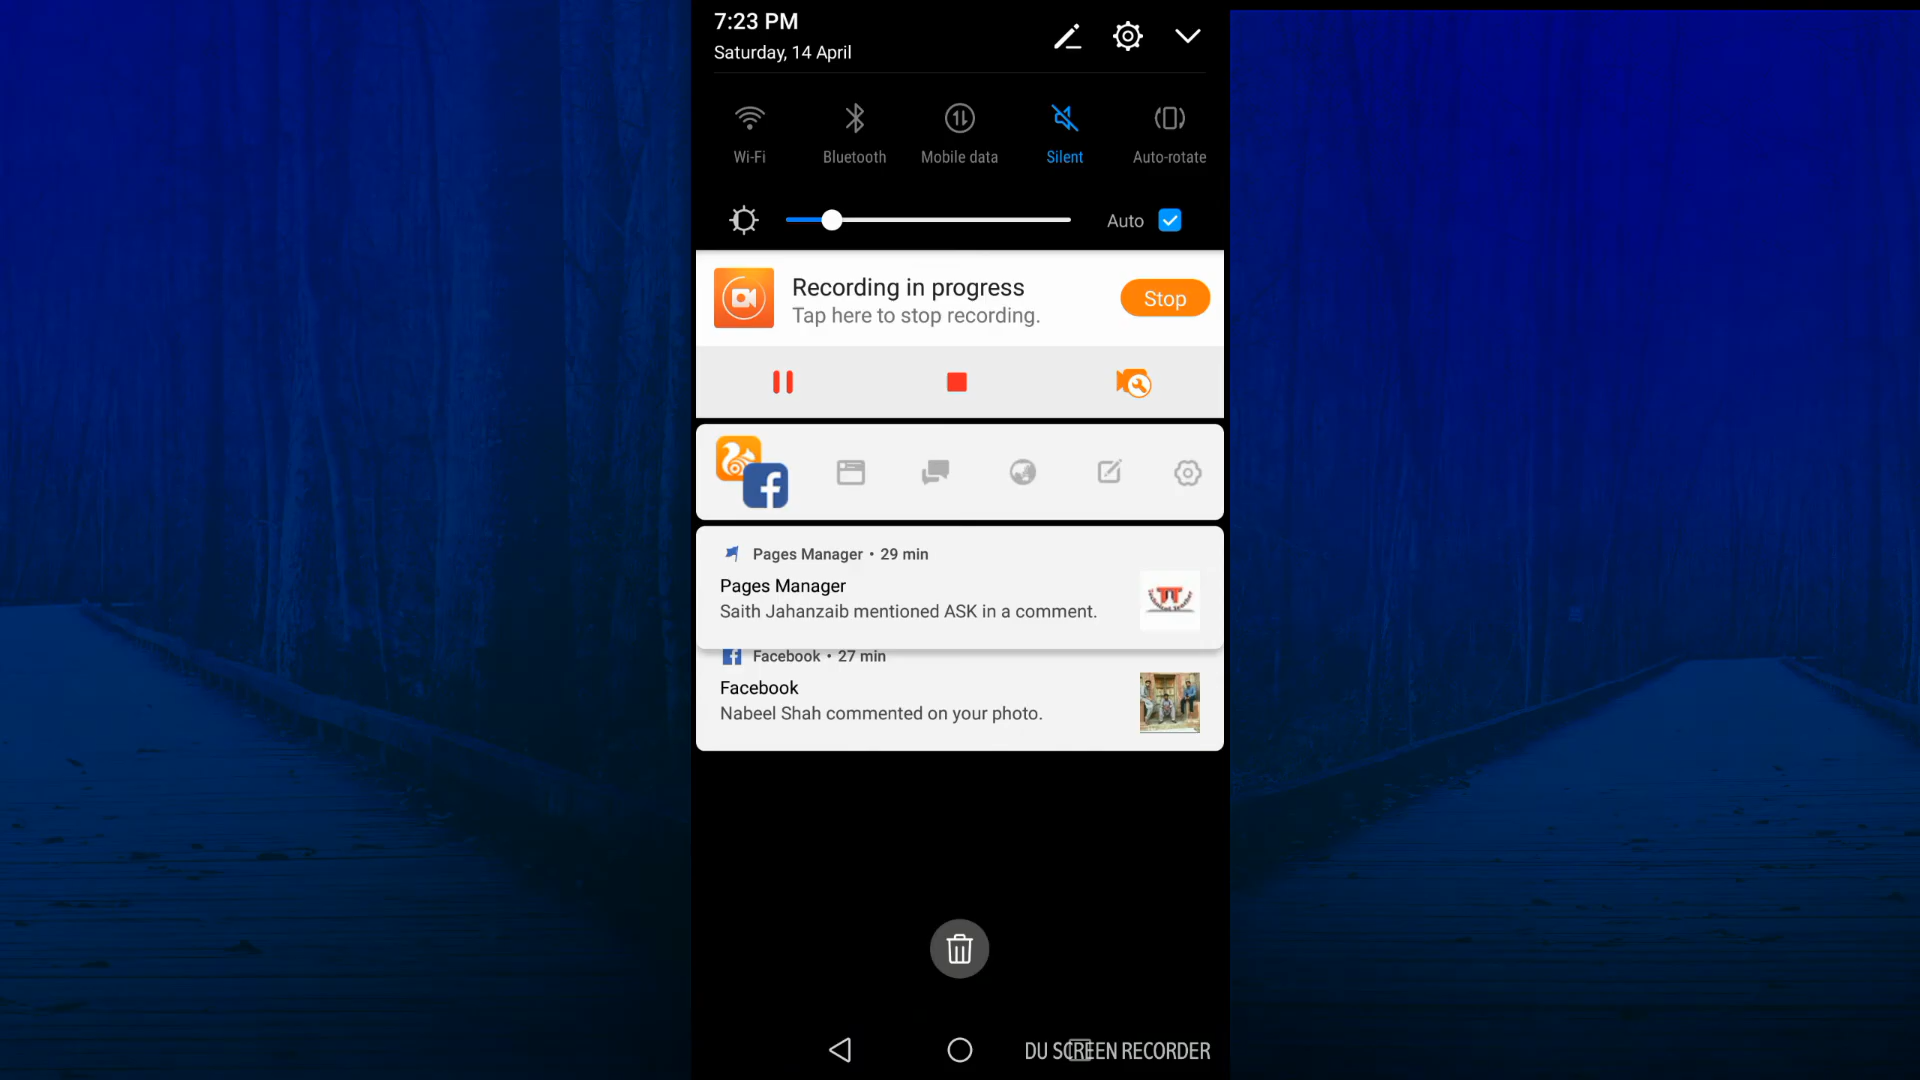 7:23 PM
Saturday, 14 April
Wi-Fi
Bluetooth
Mobile data
Silent
Auto-rotate
Auto
Recording in progress
Tap here to stop recording.
Stop
Pages Manager • 29 min
Pages Manager
Saith Jahanzaib mentioned ASK in a comment.
Facebook • 27 min
Facebook
Nabeel Shah commented on your photo.
DU SCREEN RECORDER